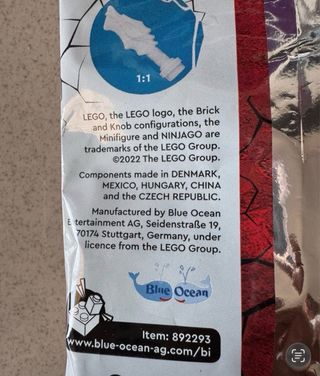 1:1
LEGO, the LEGO logo, the Brick
and Knob configurations, the
Minifigure and NINJAGO are
trademarks of the LEGO Group.
©2022 The LEGO Group.
Components made in DENMARK,
MEXICO, HUNGARY, CHINA
and the CZECH REPUBLIC.
Manufactured by Blue Ocean
Entertainment AG, Seidenstraße 19,
70174 Stuttgart, Germany, under
licence from the LEGO Group.
Blue Ocean
Item: 892293
www.blue-ocean-ag.com/bi